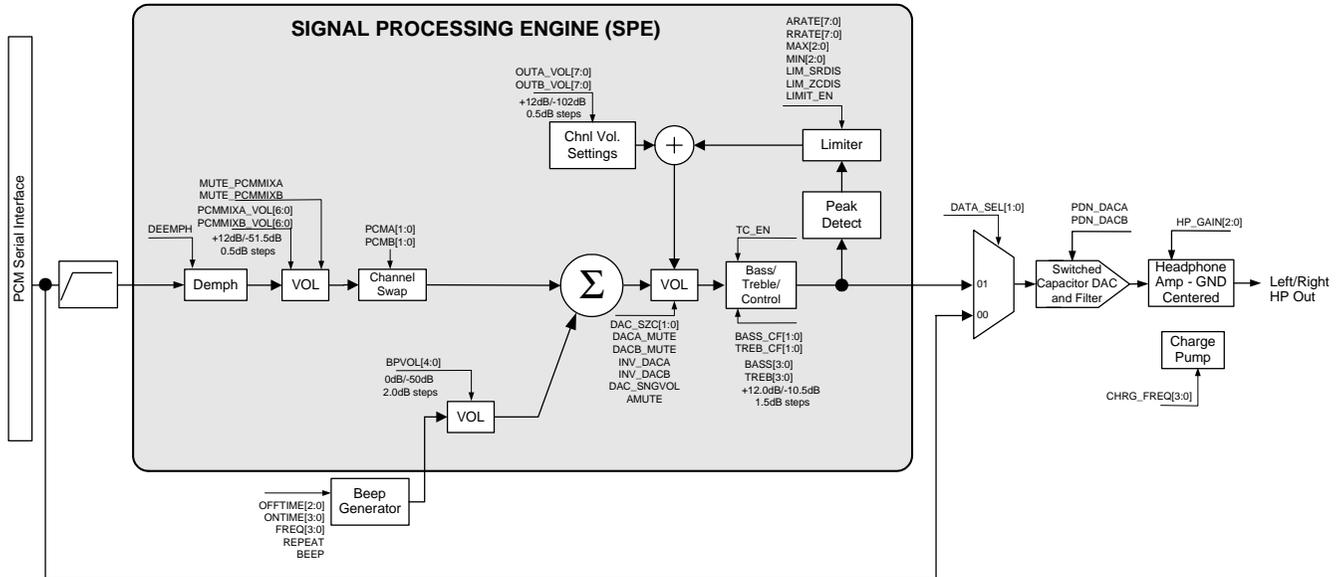 SIGNAL PROCESSING ENGINE (SPE)
PCM Serial Interface
ARATE[7:0]
RRATE[7:0]
MAX[2:0]
MIN[2:0]
LIM_SRDIS
LIM_ZCDIS
LIMIT_EN
OUTA_VOL[7:0]
OUTB_VOL[7:0]
+12dB/-102dB
0.5dB steps
Chnl Vol.
Settings
+
Limiter
Peak
Detect
MUTE_PCMMIXA
MUTE_PCMMIXB
PCMMIXA_VOL[6:0]
PCMMIXB_VOL[6:0]
+12dB/-51.5dB
0.5dB steps
DEEMPH
PCMA[1:0]
PCMB[1:0]
TC_EN
DATA_SEL[1:0]
PDN_DACA
PDN_DACB
HP_GAIN[2:0]
Demph
VOL
Channel
Swap
Σ
VOL
Bass/
Treble/
Control
01
00
Switched
Capacitor DAC
and Filter
Headphone
Amp - GND
Centered
Left/Right
HP Out
DAC_SZC[1:0]
DACA_MUTE
DACB_MUTE
INV_DACA
INV_DACB
DAC_SNGVOL
AMUTE
BASS_CF[1:0]
TREB_CF[1:0]
BASS[3:0]
TREB[3:0]
+12.0dB/-10.5dB
1.5dB steps
Charge
Pump
CHRG_FREQ[3:0]
BPVOL[4:0]
0dB/-50dB
2.0dB steps
VOL
Beep
Generator
OFFTIME[2:0]
ONTIME[3:0]
FREQ[3:0]
REPEAT
BEEP